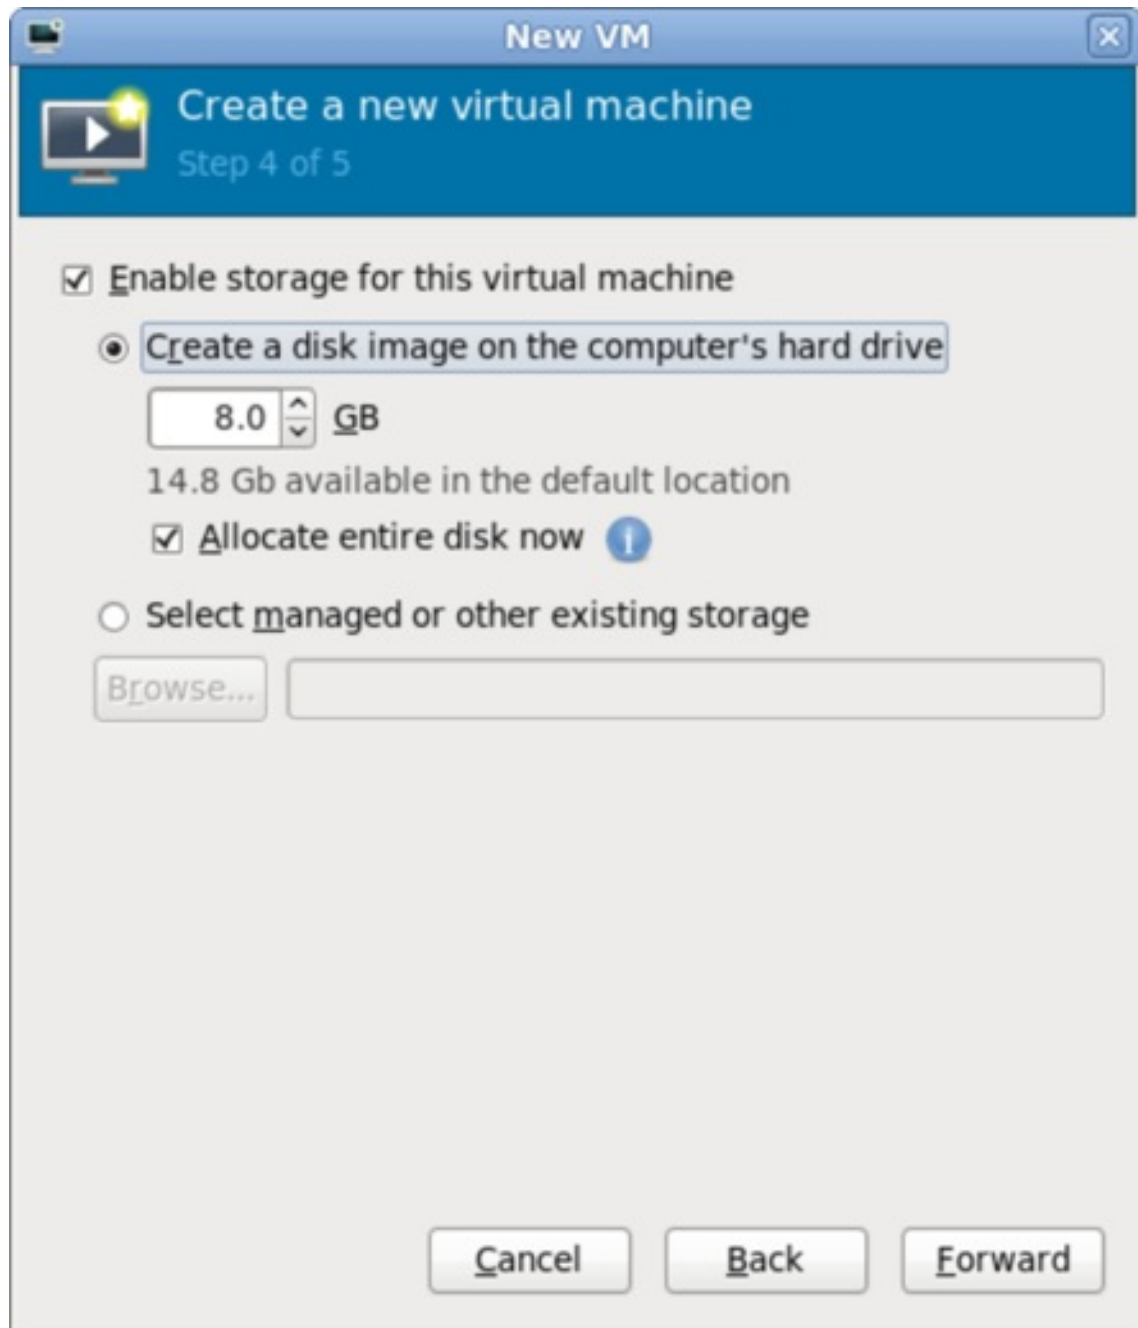 New VM
Create a new virtual machine
Step 4 of 5
Enable storage for this virtual machine
Create a disk image on the computer's hard drive
8.0 GB
14.8 Gb available in the default location
Allocate entire disk now
Select managed or other existing storage
Browse...
Cancel Back Forward